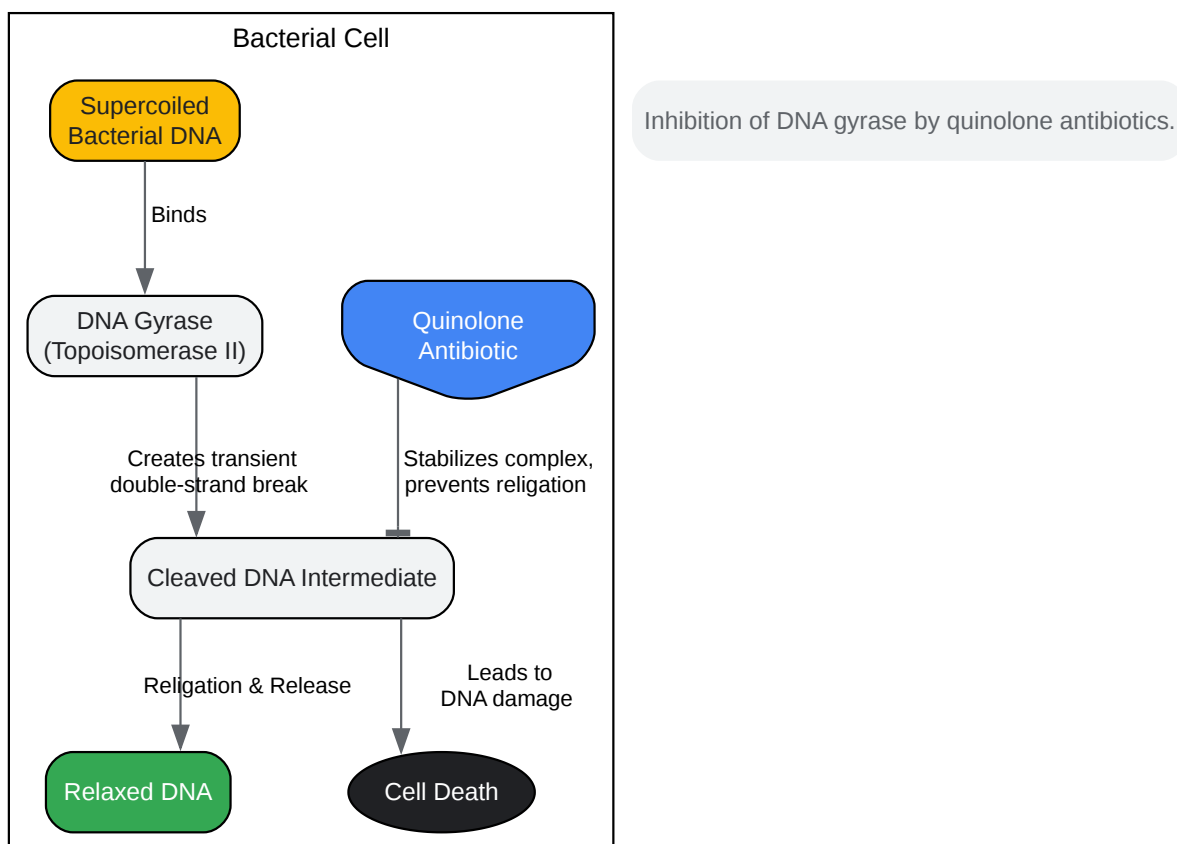 Bacterial Cell
Supercoiled
Bacterial DNA
Inhibition of DNA gyrase by quinolone antibiotics.
Binds
DNA Gyrase
(Topoisomerase II)
Quinolone
Antibiotic
Creates transient
double-strand break
Stabilizes complex,
prevents religation
Cleaved DNA Intermediate
Religation & Release
Leads to
DNA damage
Relaxed DNA
Cell Death